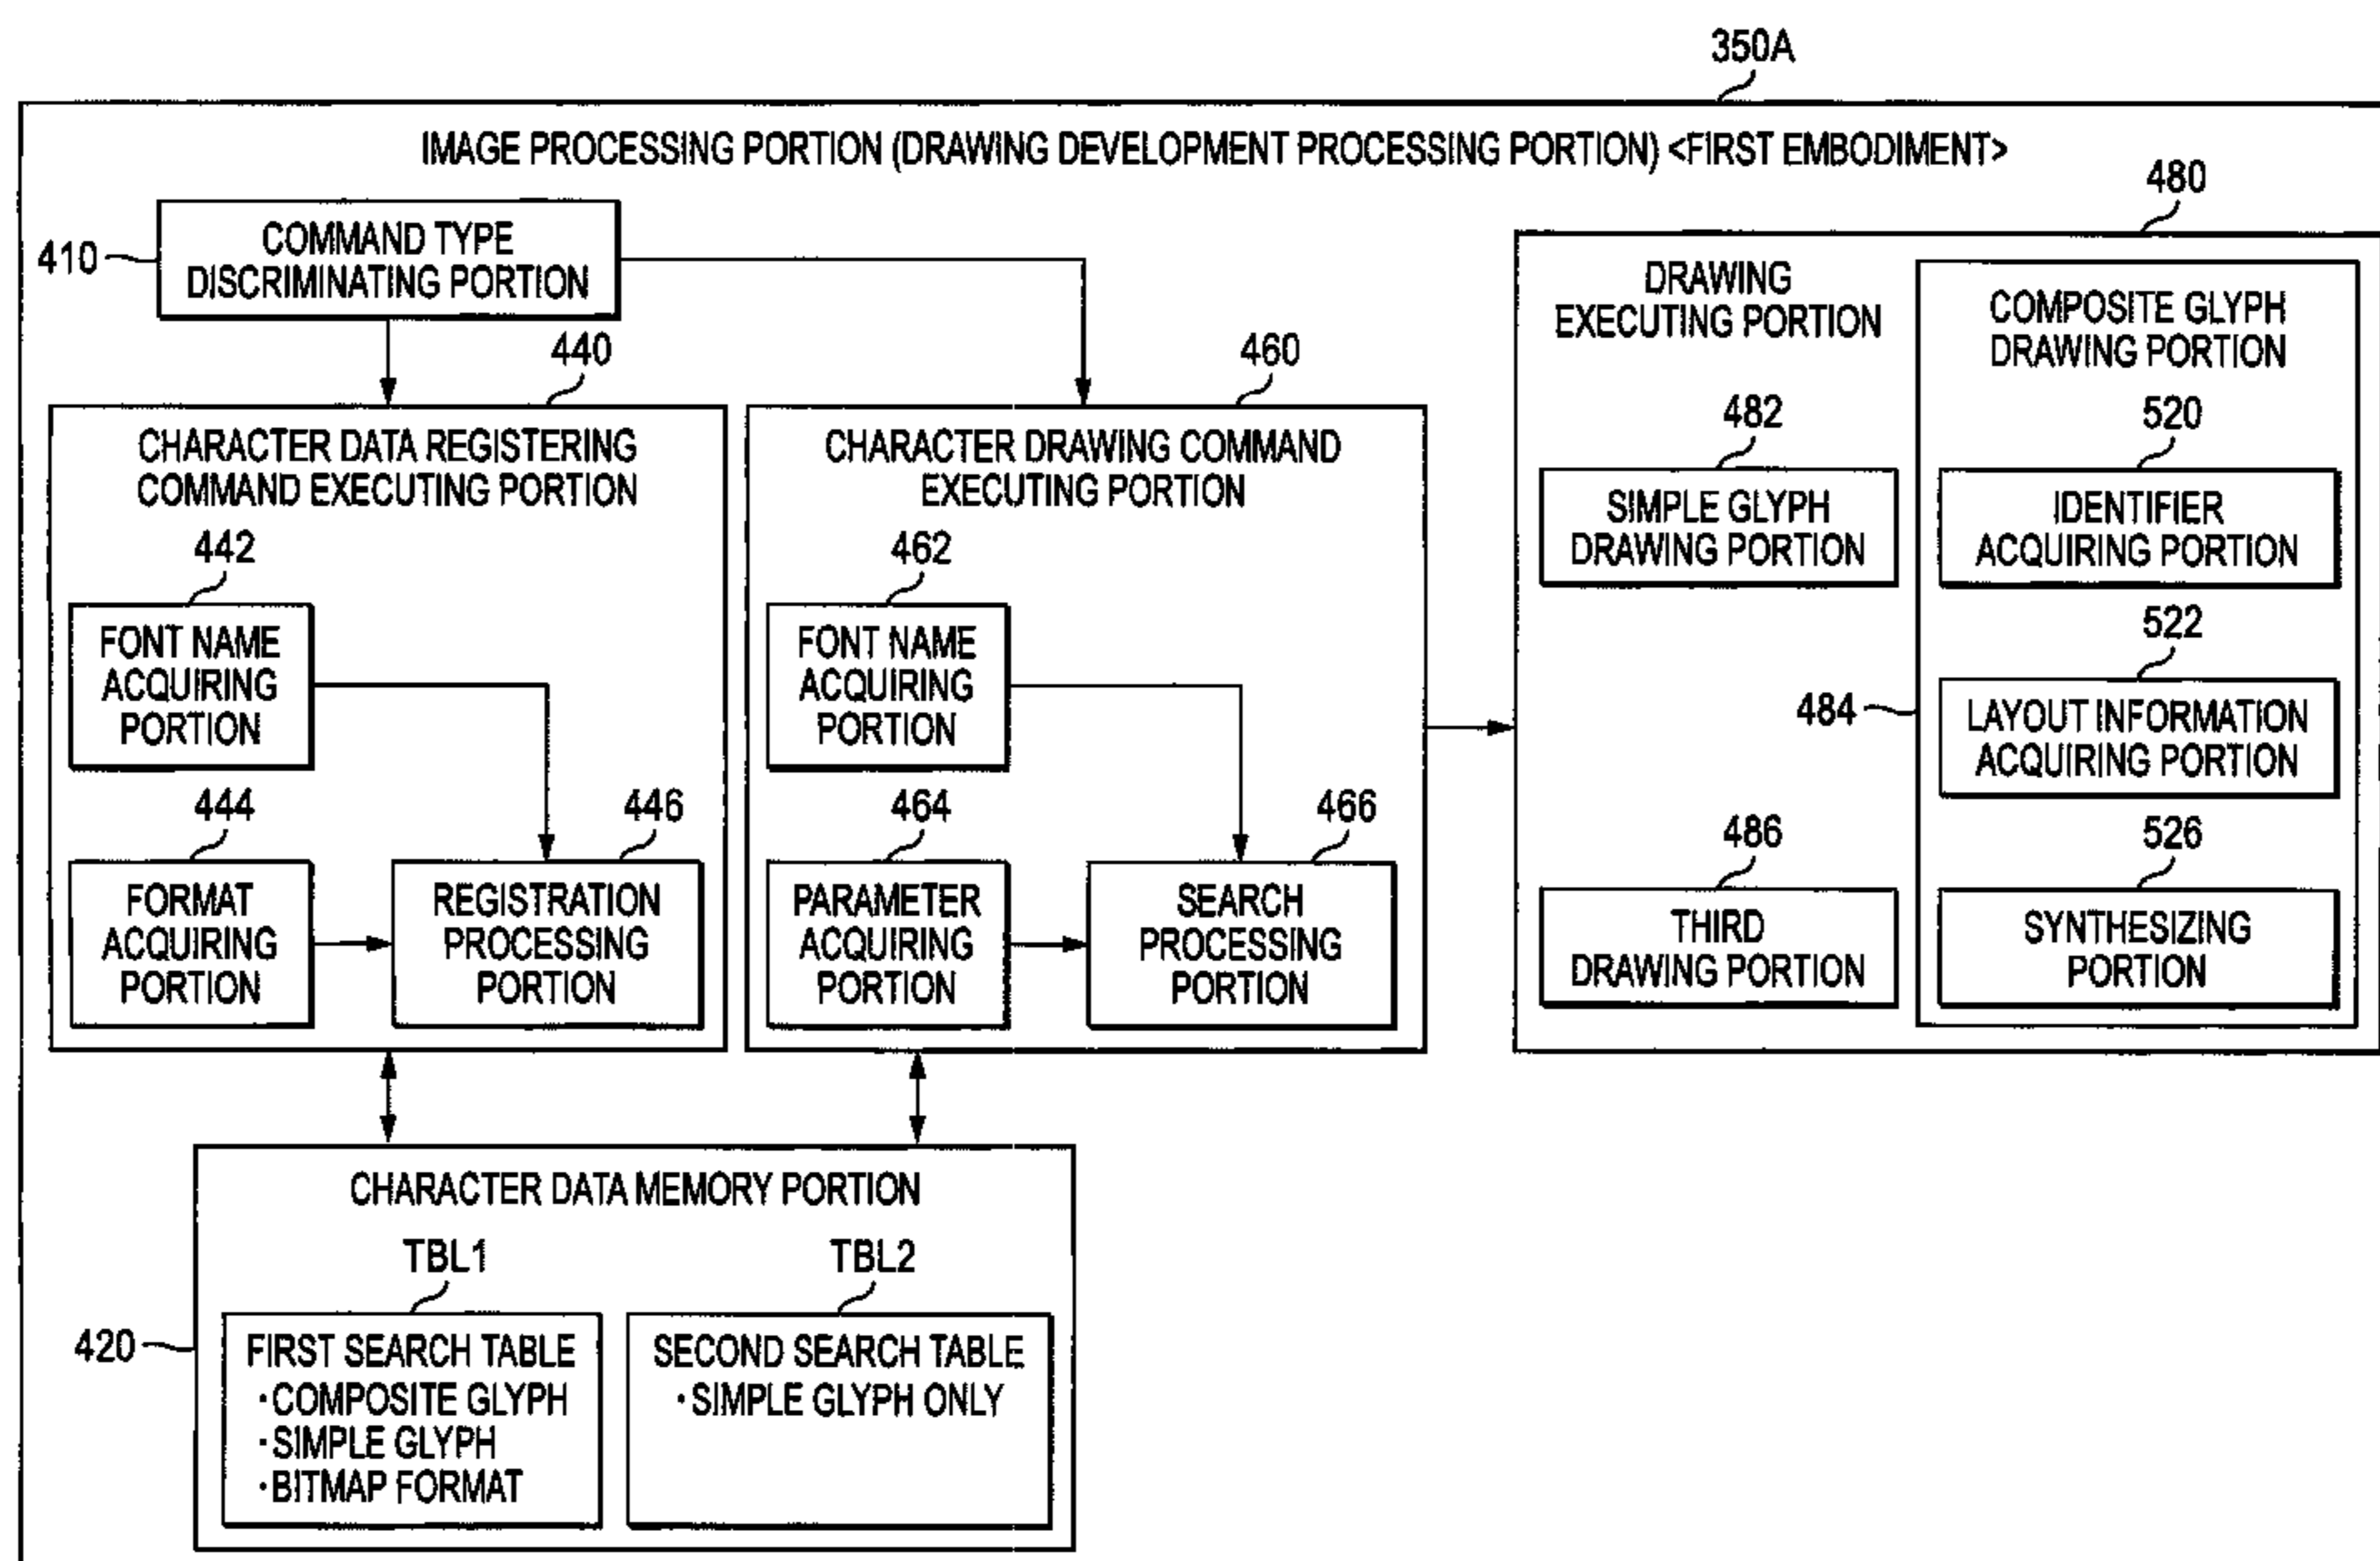 350A
IMAGE PROCESSING PORTION (DRAWING DEVELOPMENT PROCESSING PORTION) <FIRST EMBODIMENT>
410
COMMAND TYPE
DISCRIMINATING PORTION
440
CHARACTER DATA REGISTERING
COMMAND EXECUTING PORTION
442
FONT NAME
ACQUIRING
PORTION
444
FORMAT
ACQUIRING
PORTION
446
REGISTRATION
PROCESSING
PORTION
460
CHARACTER DRAWING COMMAND
EXECUTING PORTION
462
FONT NAME
ACQUIRING
PORTION
464
PARAMETER
ACQUIRING
PORTION
466
SEARCH
PROCESSING
PORTION
480
DRAWING
EXECUTING PORTION
482
SIMPLE GLYPH
DRAWING PORTION
486
THIRD
DRAWING PORTION
484
COMPOSITE GLYPH
DRAWING PORTION
520
IDENTIFIER
ACQUIRING PORTION
522
LAYOUT INFORMATION
ACQUIRING PORTION
526
SYNTHESIZING
PORTION
420
CHARACTER DATA MEMORY PORTION
TBL1
FIRST SEARCH TABLE
・COMPOSITE GLYPH
・SIMPLE GLYPH
・BITMAP FORMAT
TBL2
SECOND SEARCH TABLE
・SIMPLE GLYPH ONLY